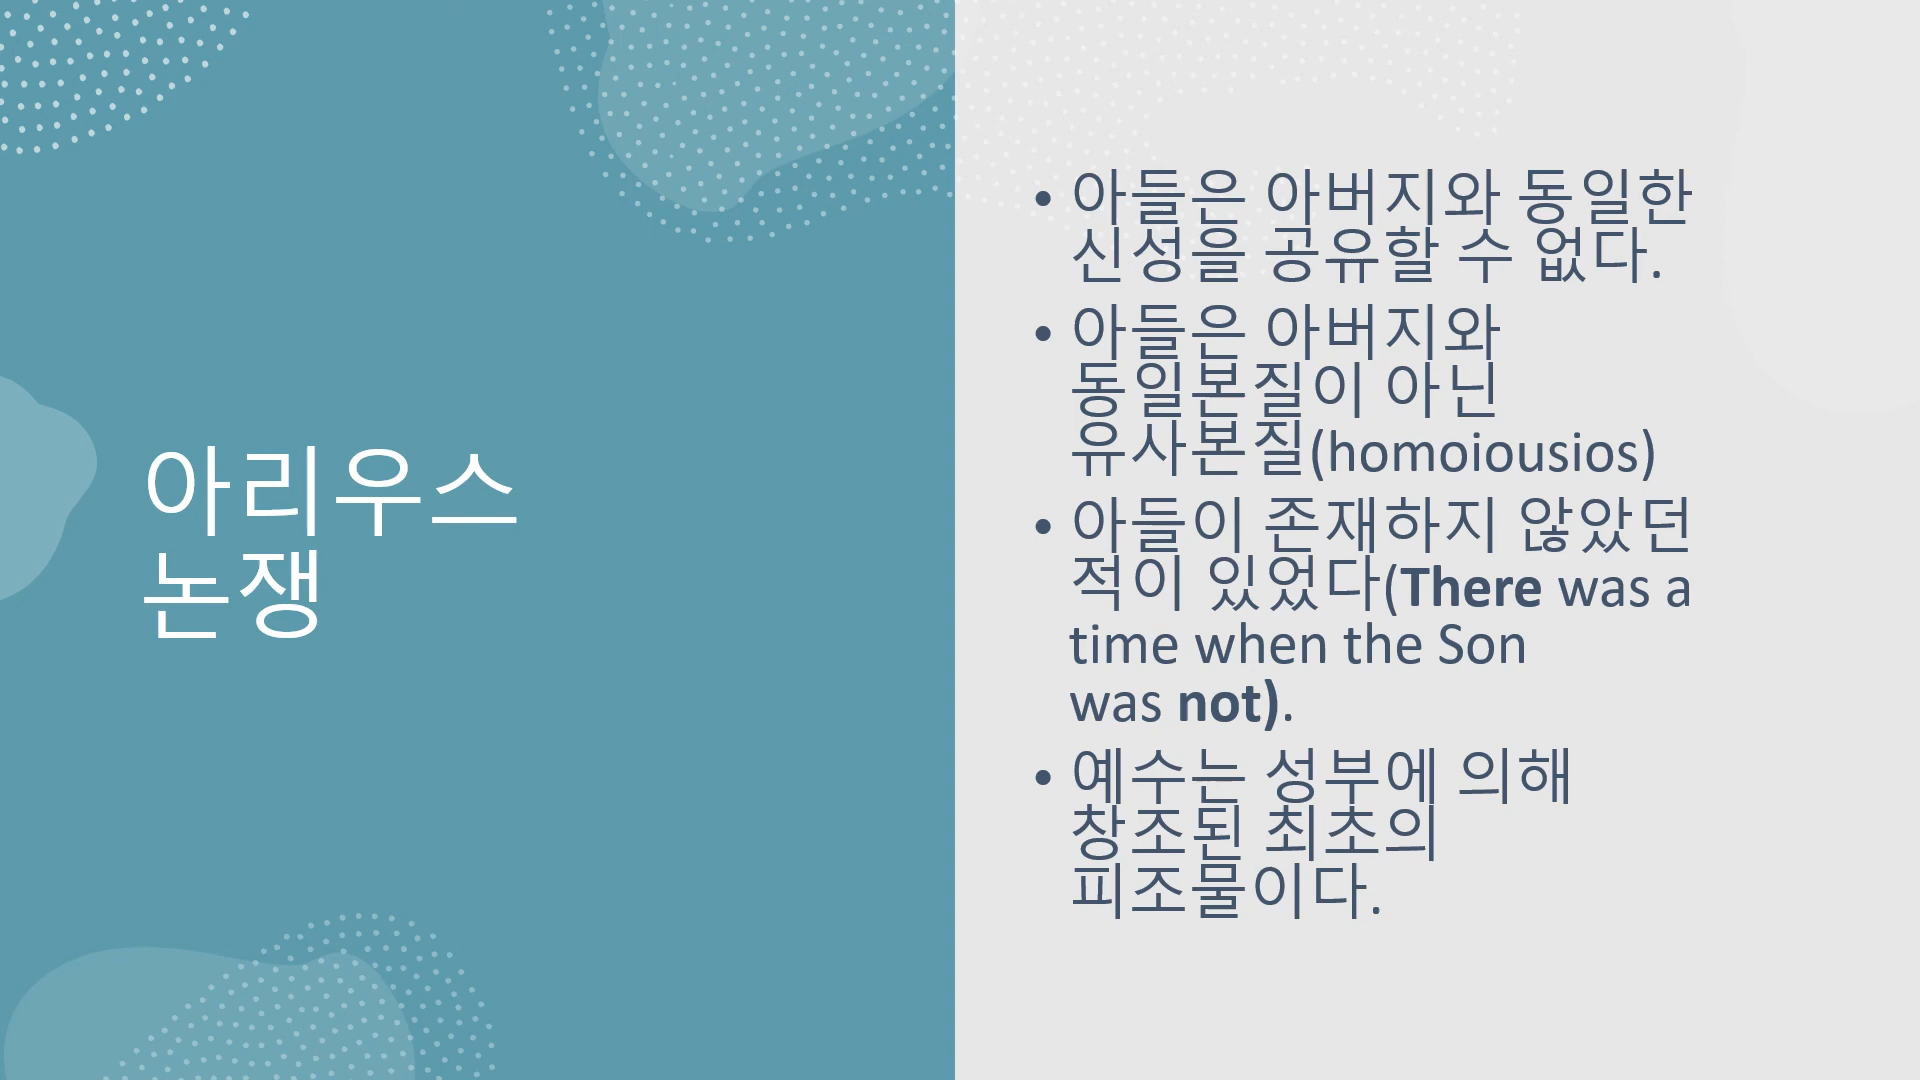 아리우스
논쟁
• 아들은 아버지와 동일한
신성을 공유할 수 없다.
• 아들은 아버지와
동일본질이 아닌
유사본질(homoiousios)
• 아들이 존재하지 않았던
적이 있었다(There was a
time when the Son
was not).
• 예수는 성부에 의해
창조된 최초의
피조물이다.